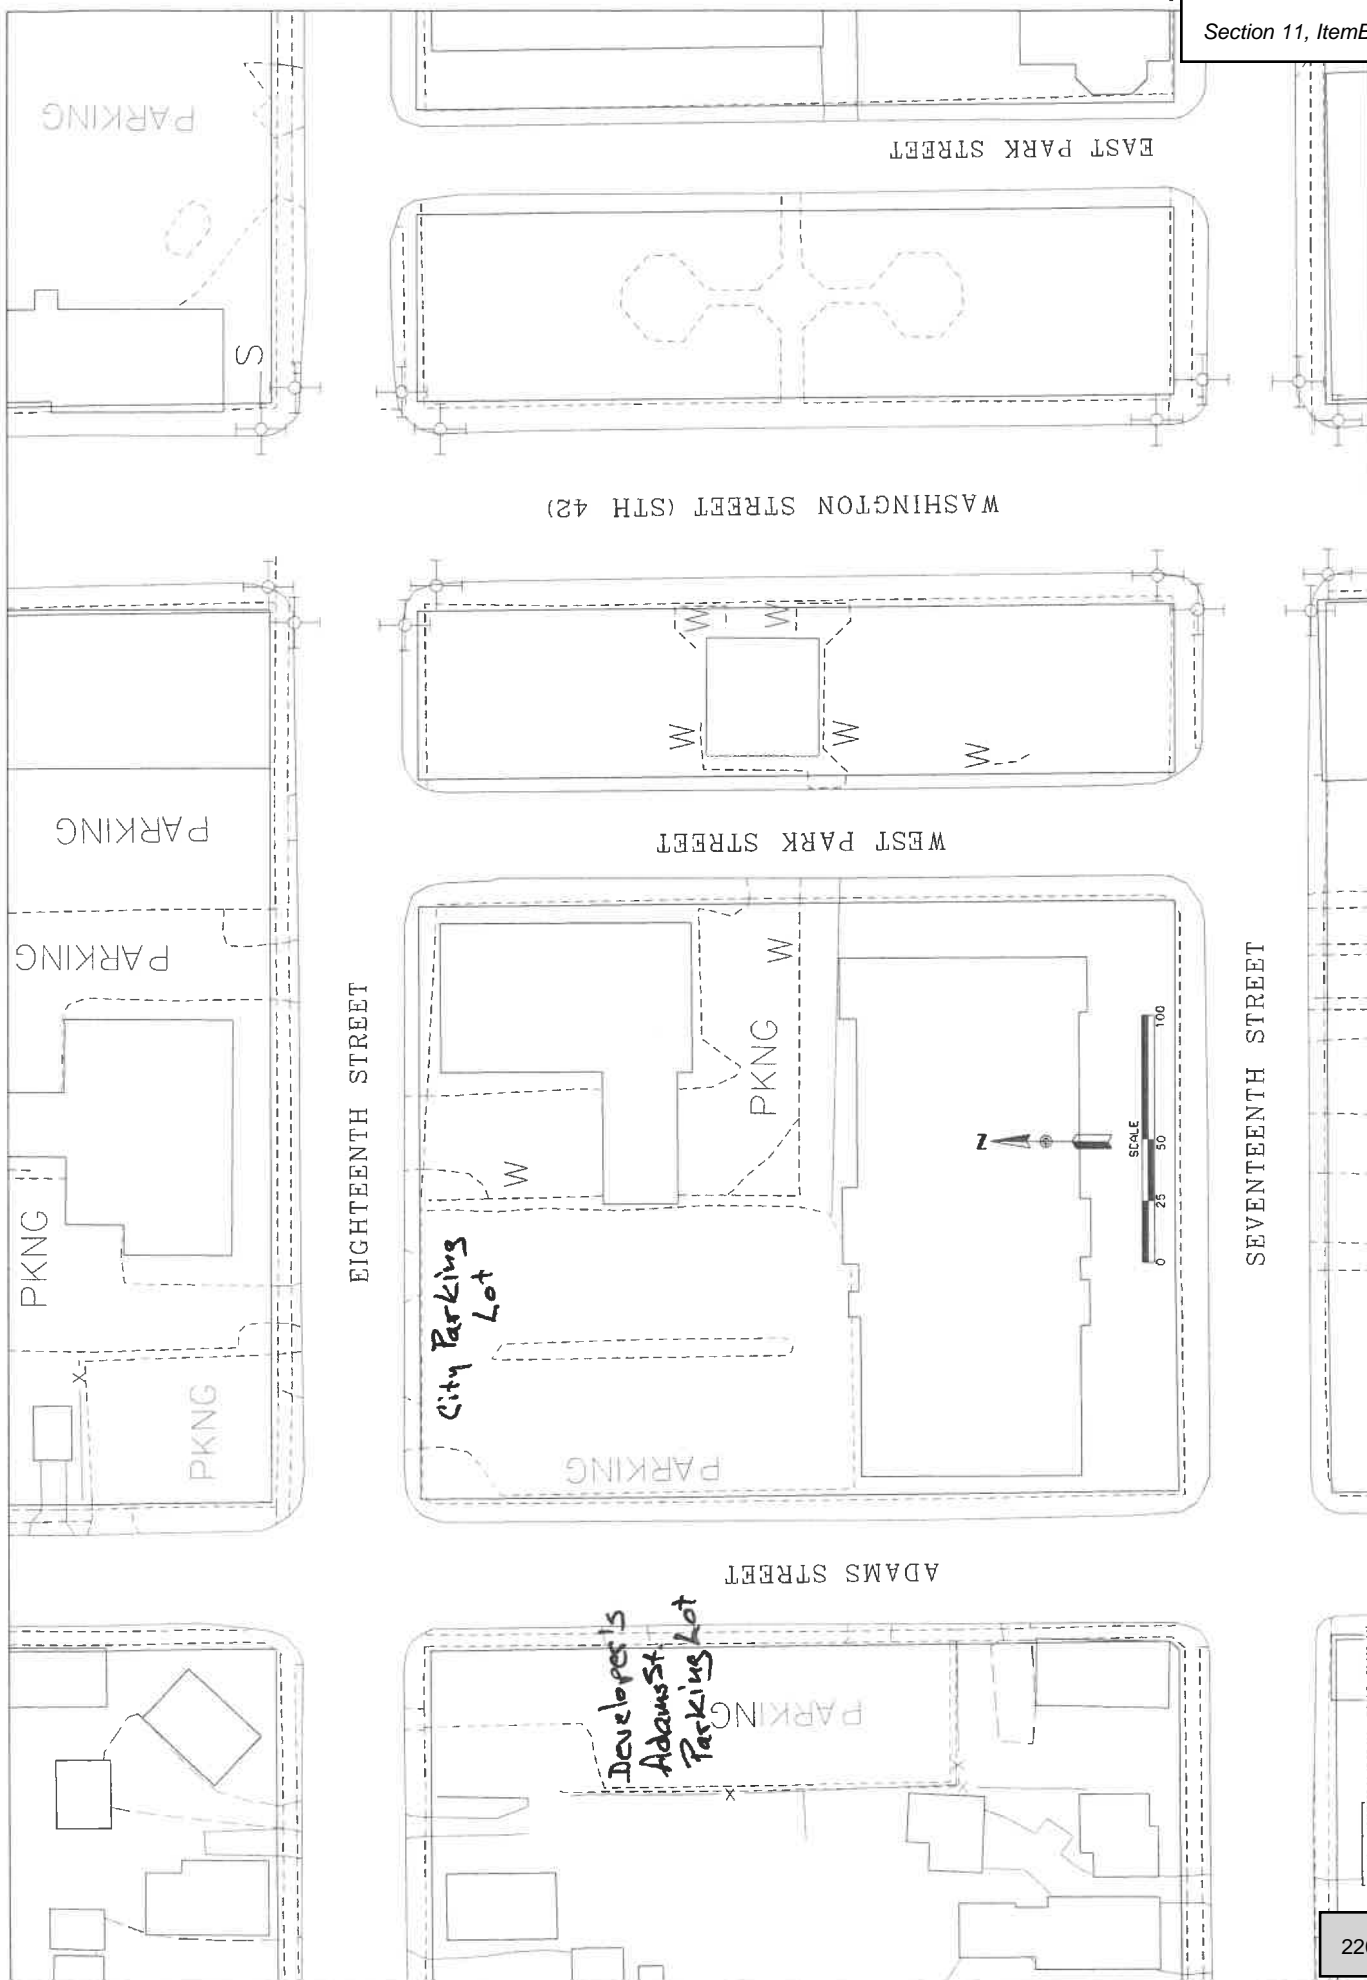 Section 11, ItemB
PARKING
EAST PARK STREET
S
WASHINGTON STREET (STH 42)
W
W
W
W
W
PARKING
WEST PARK STREET
PARKING
EIGHTEENTH STREET
W
PKNG
W
N
SCALE
0 25 50 100
SEVENTEENTH STREET
PKNG
City Parking
Lot
X
PKNG
PARKING
ADAMS STREET
Developer's
Adams St.
Parking Lot
PARKING
X
X
X